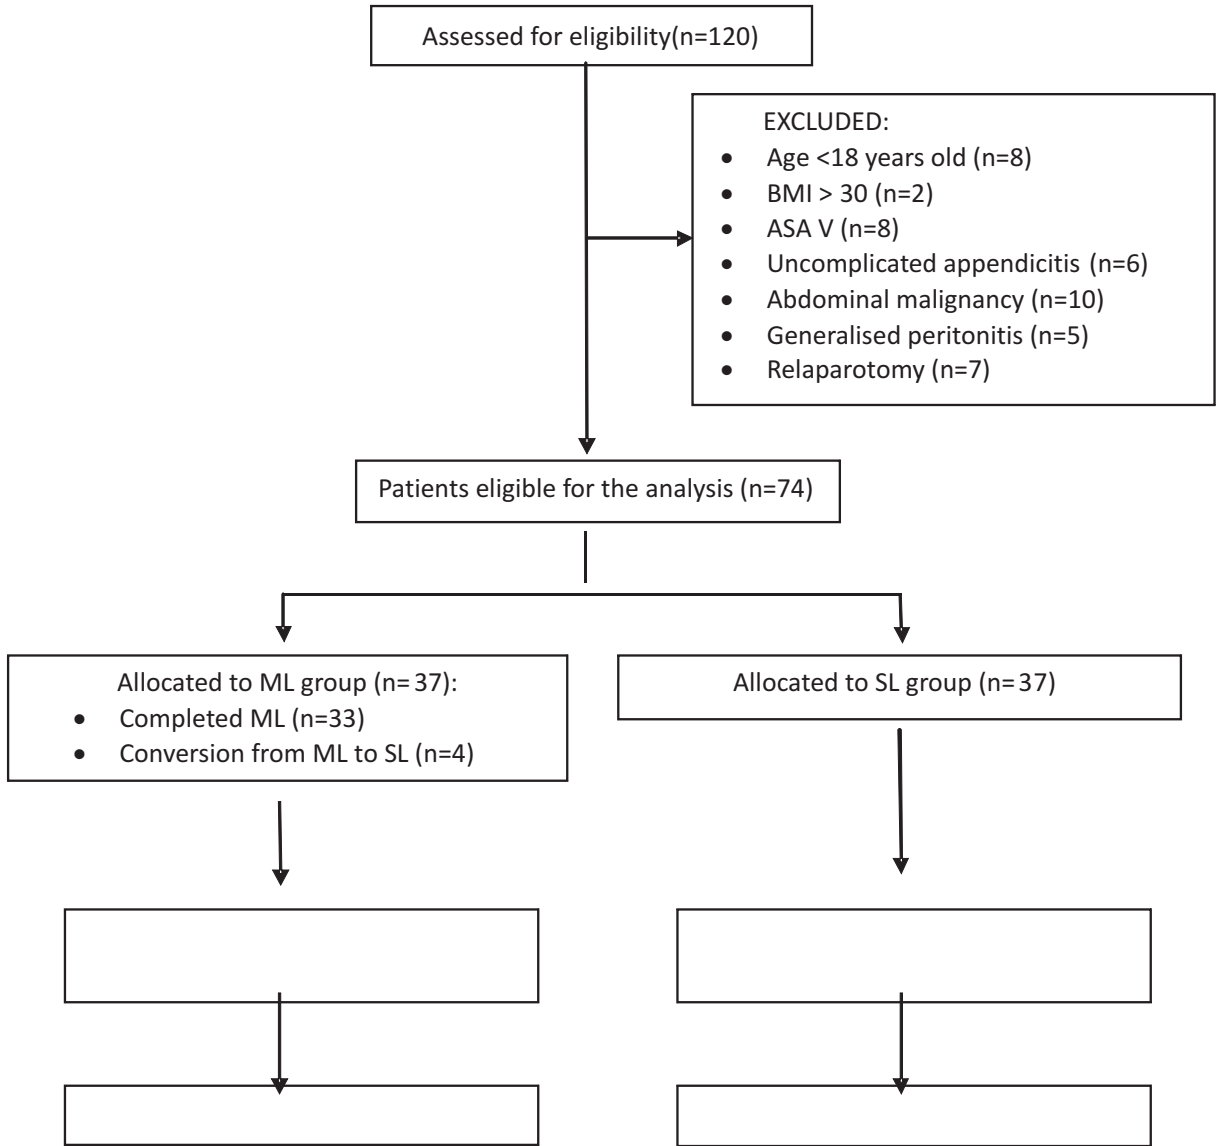 Assessed for eligibility(n=120)
EXCLUDED:
• Age <18 years old (n=8)
• BMI > 30 (n=2)
• ASA V (n=8)
• Uncomplicated appendicitis (n=6)
• Abdominal malignancy (n=10)
• Generalised peritonitis (n=5)
• Relaparotomy (n=7)
Patients eligible for the analysis (n=74)
Allocated to ML group (n=37):
• Completed ML (n=33)
• Conversion from ML to SL (n=4)
Allocated to SL group (n=37)